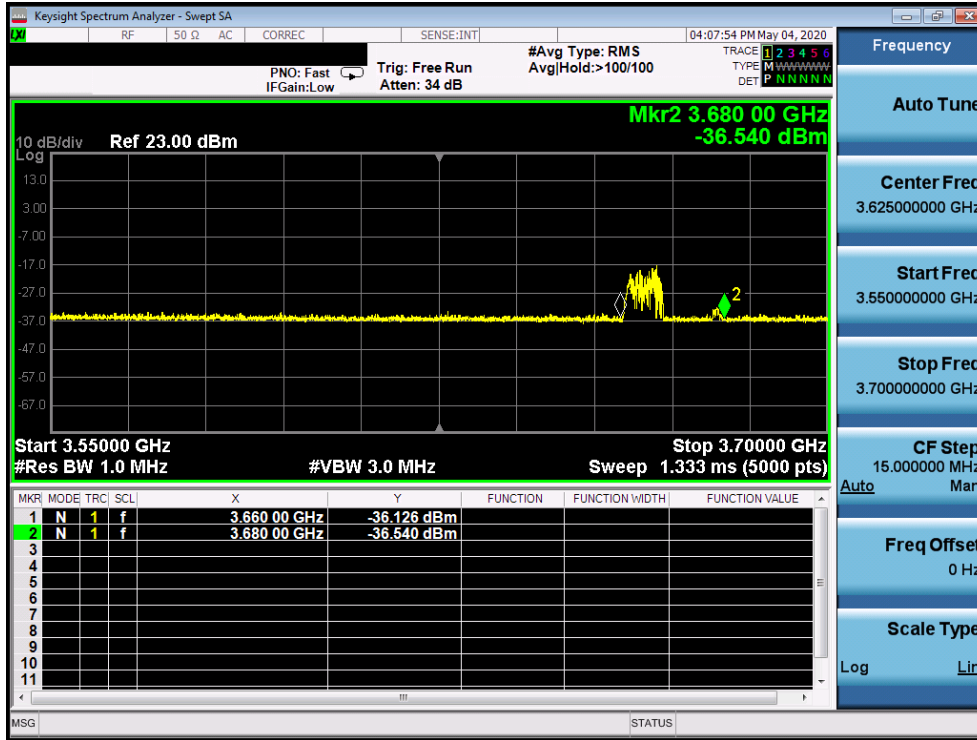 Keysight Spectrum Analyzer - Swept SA
LXI RF 50 Ω AC CORREC SENSE:INT 04:07:54 PM May 04, 2020
#Avg Type: RMS TRACE 1 2 3 4 5 6
PNO: Fast Trig: Free Run Avg|Hold:>100/100 TYPE M WWWWW
IFGain:Low Atten: 34 dB DET P N N N N N
Mkr2 3.680 00 GHz
10 dB/div Ref 23.00 dBm -36.540 dBm
Log
13.0
3.00
-7.00
-17.0
-27.0
2
-37.0
-47.0
-57.0
-67.0
Start 3.55000 GHz Stop 3.70000 GHz
#Res BW 1.0 MHz #VBW 3.0 MHz Sweep 1.333 ms (5000 pts)
MKR MODE TRC SCL X Y FUNCTION FUNCTION WIDTH FUNCTION VALUE
1 N 1 f 3.660 00 GHz -36.126 dBm
2 N 1 f 3.680 00 GHz -36.540 dBm
3
4
5
6
7
8
9
10
11
MSG STATUS
Frequency
Auto Tune
Center Freq
3.625000000 GHz
Start Freq
3.550000000 GHz
Stop Freq
3.700000000 GHz
CF Step
15.000000 MHz
Auto Man
Freq Offset
0 Hz
Scale Type
Log Lin